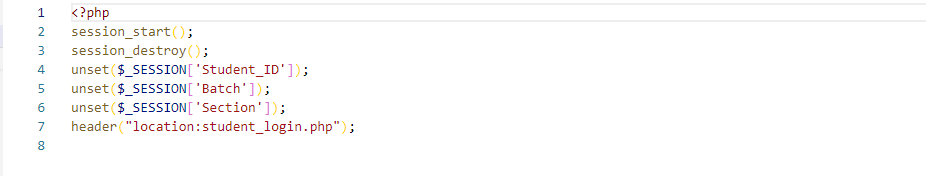 1 <?php
2 session_start();
3 session_destroy();
4 unset($_SESSION['Student_ID']);
5 unset($_SESSION['Batch']);
6 unset($_SESSION['Section']);
7 header("location:student_login.php");
8